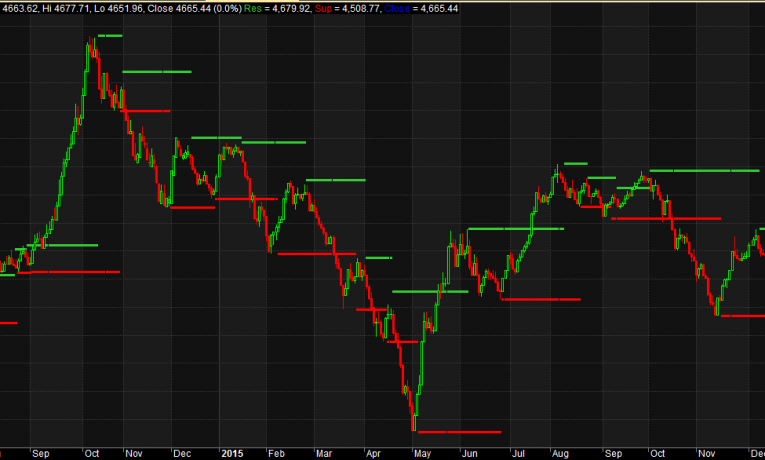 4663.62, Hi 4677.71, Lo 4651.96, Close 4665.44 (0.0%) Res = 4,679.92, Sup = 4,508.77, Close = 4,665.44
Sep Oct Nov Dec 2015 Feb Mar Apr May Jun Jul Aug Sep Oct Nov Dec